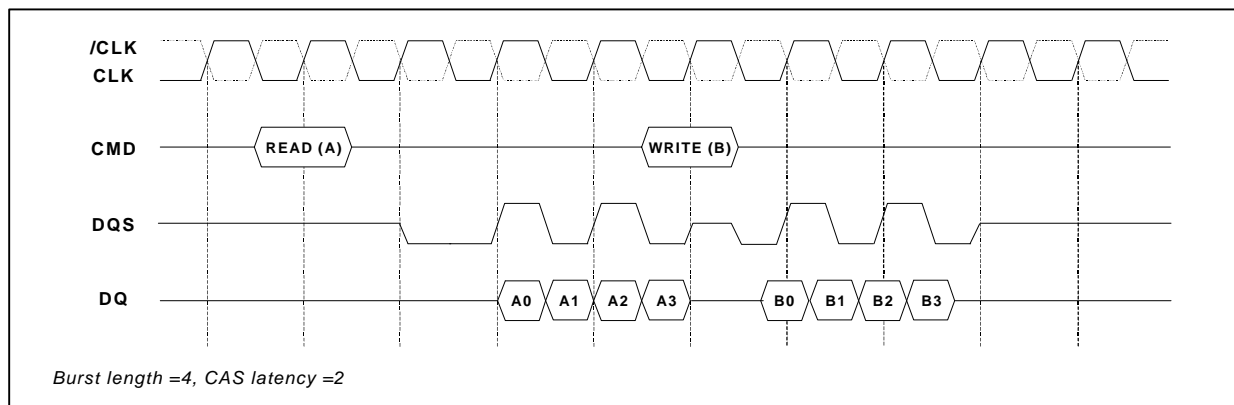 /CLK
CLK
CMD READ (A) WRITE (B)
DQS
DQ A0 A1 A2 A3 B0 B1 B2 B3
Burst length =4, CAS latency =2